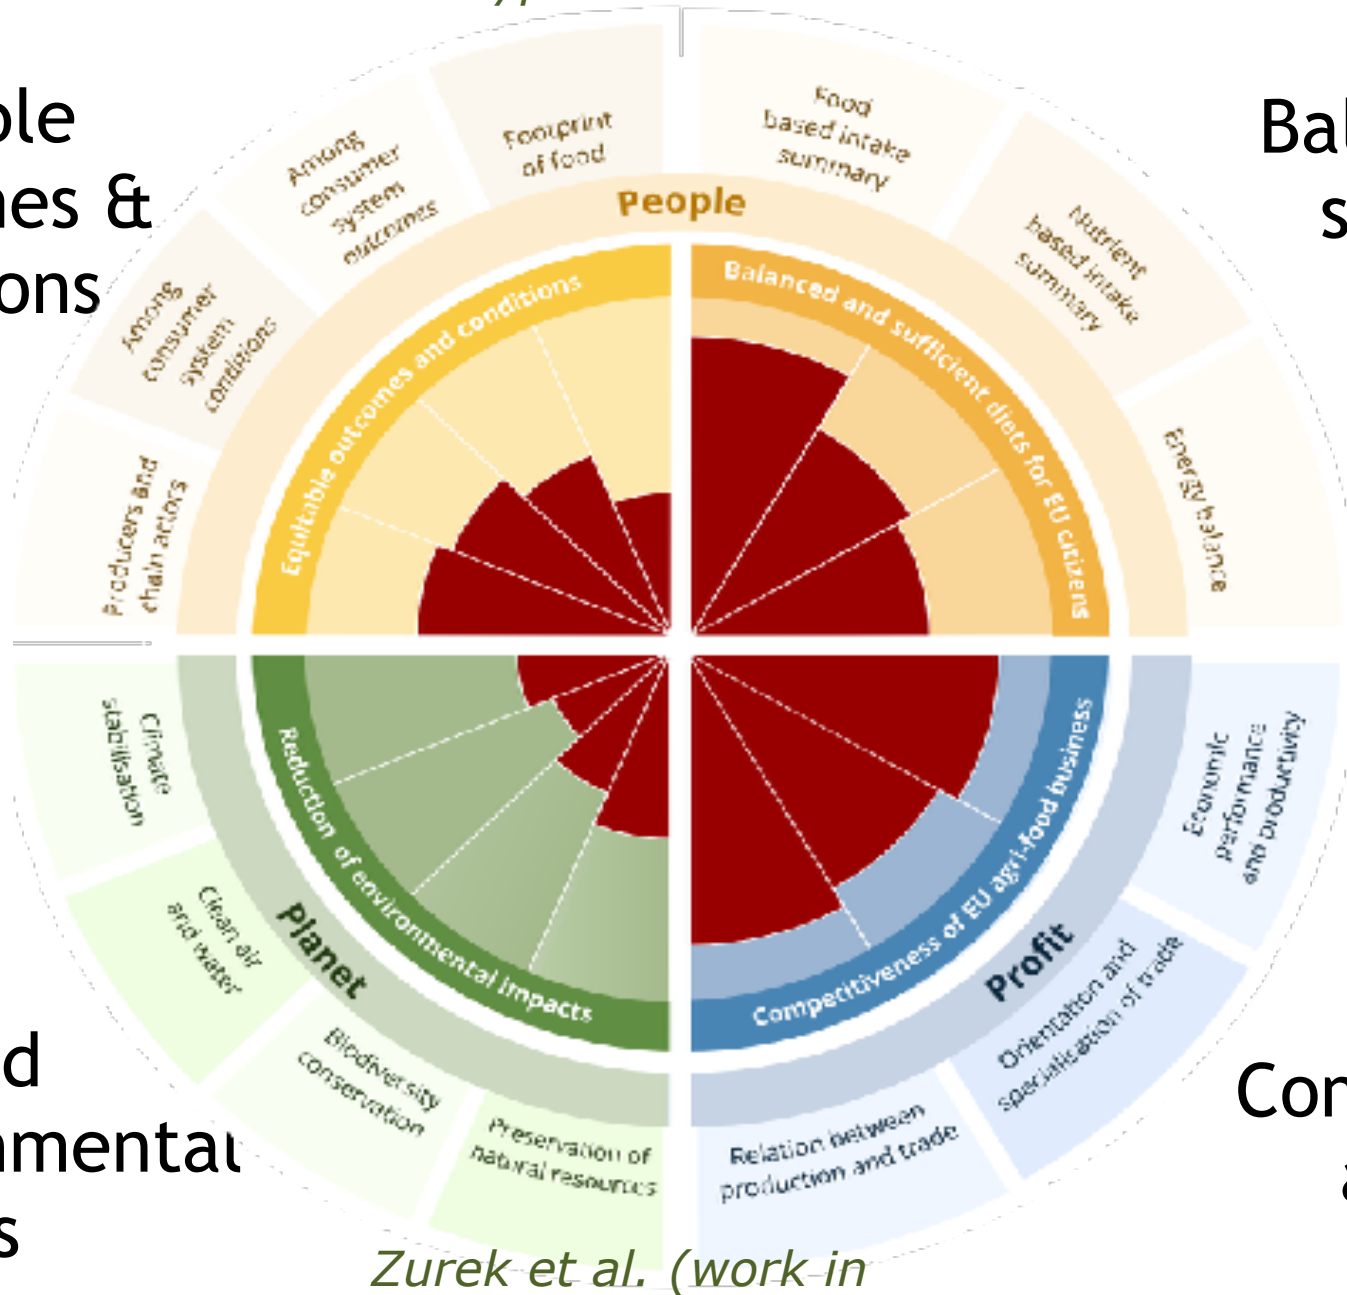 ple
nes &
ons
Bal
s
Footprint
of food
Food
based intake
summary
Among
consumer
system
outcomes
People
Nutrient
based intake
summary
Among
consumer
system
conditions
Equitable outcomes and conditions
Balanced and sufficient diets for EU citizens
Producers and
chain actors
Energy balance
Climate
stabilisation
Economic
performance
and productivity
Clean air
and water
Planet
Reduction of environmental impacts
Competitiveness of EU agri-food business
Profit
Orientation and
specialisation of trade
Biodiversity
conservation
Preservation of
natural resources
Relation between
production and trade
d
nmental
s
Con
Zurek et al. (work in